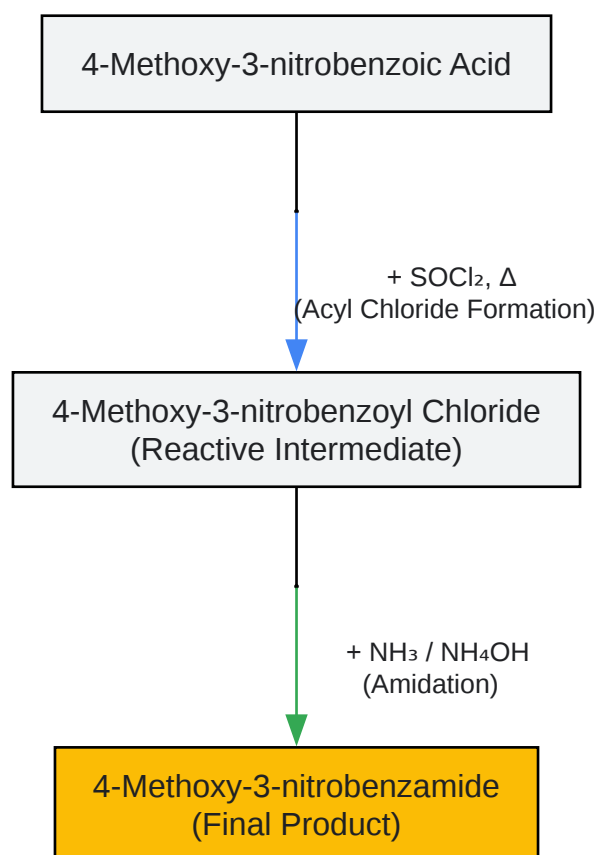 4-Methoxy-3-nitrobenzoic Acid
+ SOCl₂, Δ
(Acyl Chloride Formation)
4-Methoxy-3-nitrobenzoyl Chloride
(Reactive Intermediate)
+ NH₃ / NH₄OH
(Amidation)
4-Methoxy-3-nitrobenzamide
(Final Product)